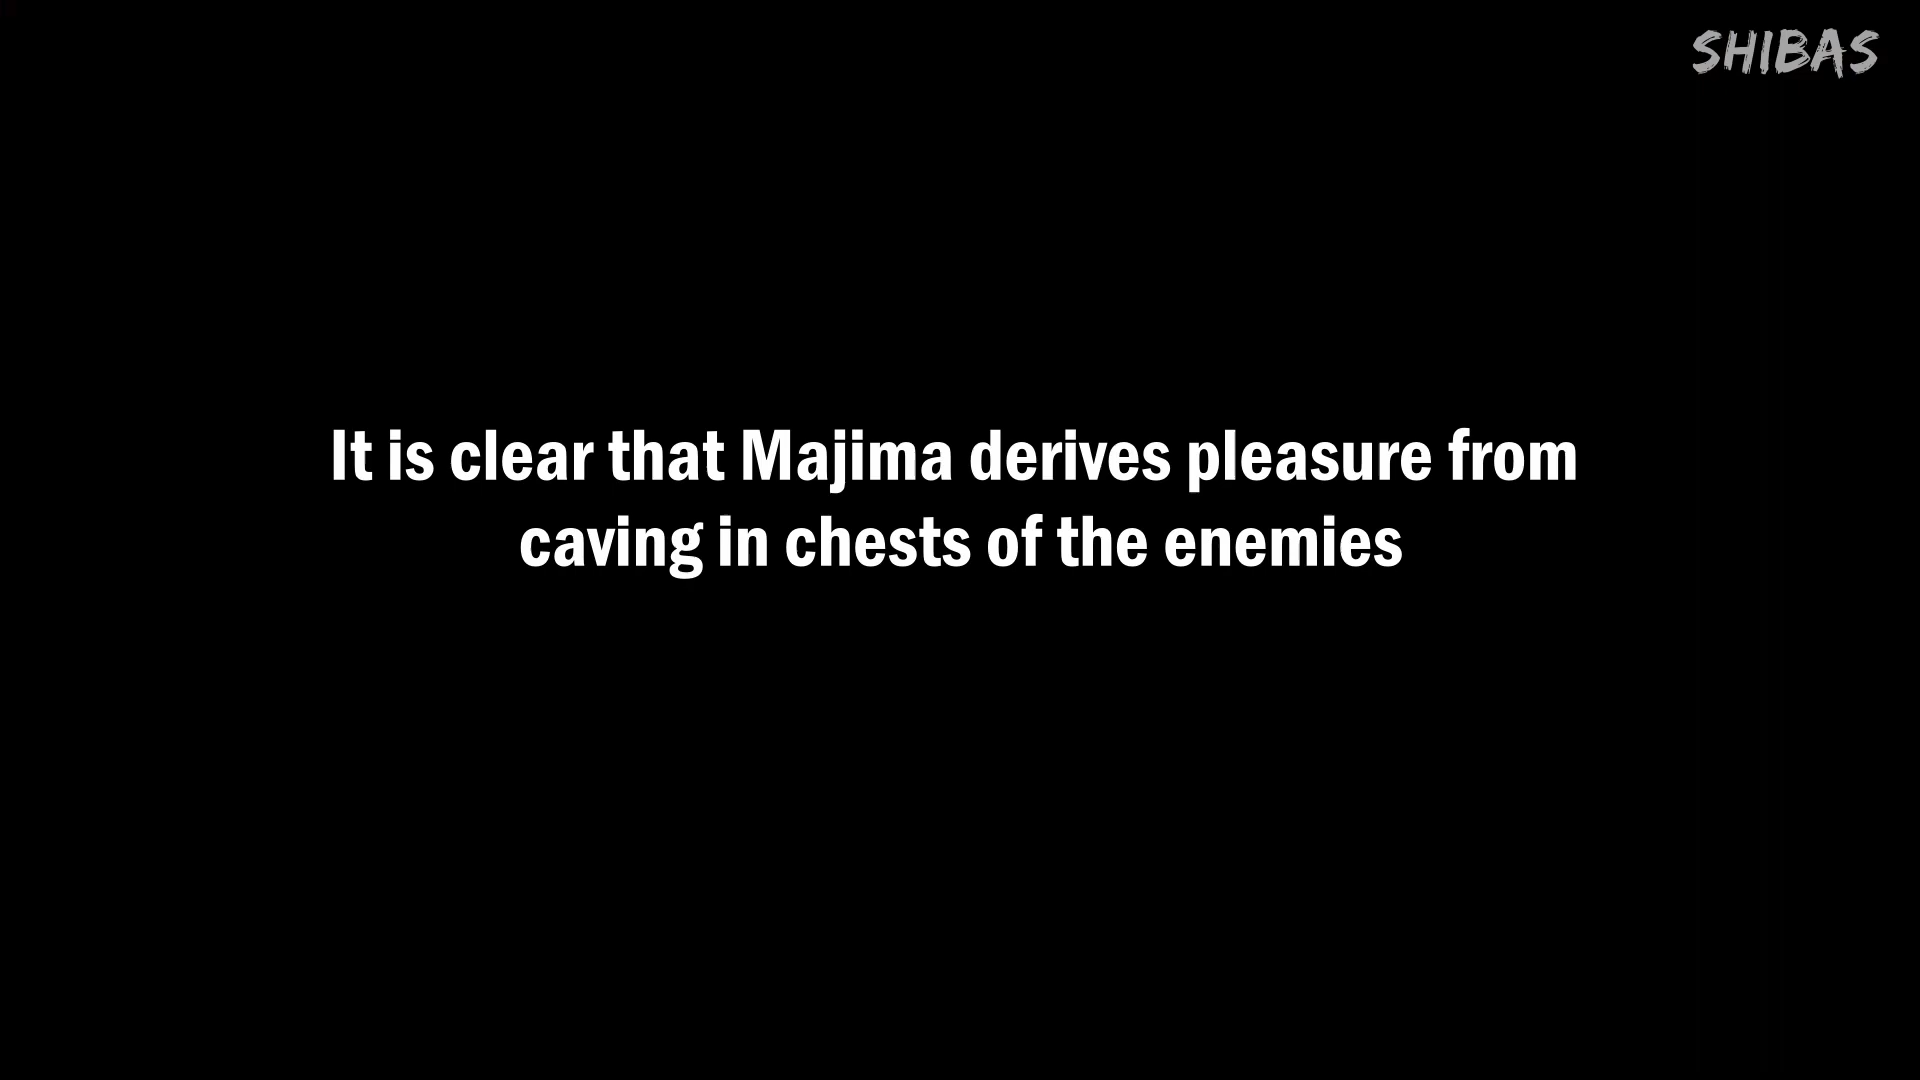 SHIBAS
It is clear that Majima derives pleasure from
caving in chests of the enemies